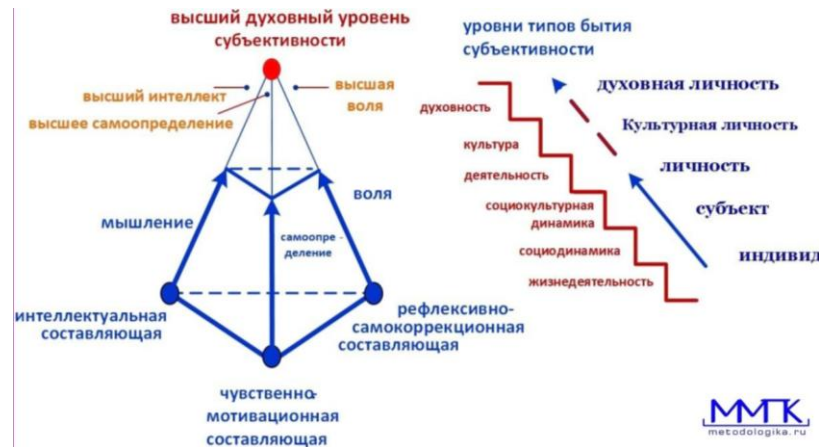 высший духовный уровень
субъективности
высший интеллект
высшее самоопределение
высшая
воля
мышление
самоопре -
деление
воля
интеллектуальная
составляющая
рефлексивно-
самокоррекционная
составляющая
чувственно-
мотивационная
составляющая
уровни типов бытия
субъективности
духовность
культура
деятельность
социокультурная
динамика
социодинамика
жизнедеятельность
духовная личность
Культурная личность
личность
субъект
индивид
ММПК
metodologika.ru